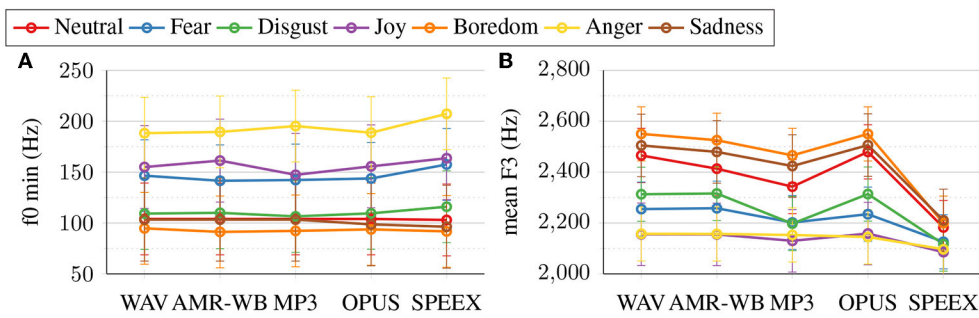 Neutral Fear Disgust Joy Boredom Anger Sadness
A
f0 min (Hz)
250
200
150
100
50
WAV AMR-WB MP3 OPUS SPEEX
B
mean F3 (Hz)
2,800
2,600
2,400
2,200
2,000
WAV AMR-WB MP3 OPUS SPEEX